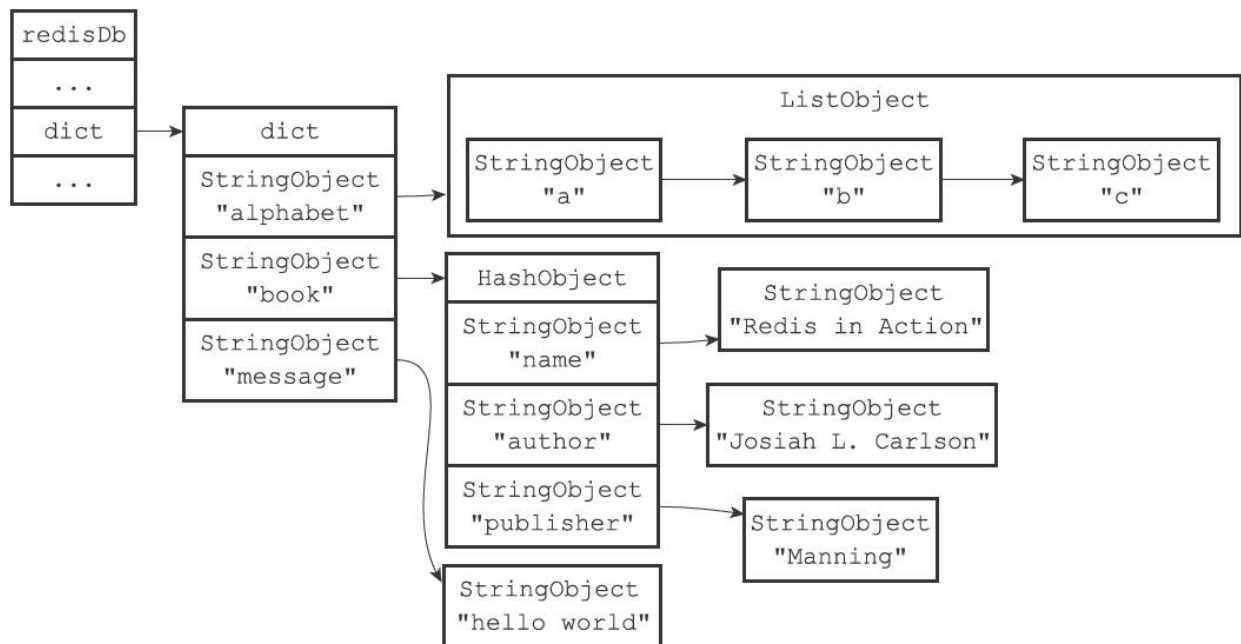 redisDb
...
dict
...
dict
StringObject
"alphabet"
StringObject
"book"
StringObject
"message"
ListObject
StringObject
"a"
StringObject
"b"
StringObject
"c"
HashObject
StringObject
"name"
StringObject
"author"
StringObject
"publisher"
StringObject
"Redis in Action"
StringObject
"Josiah L. Carlson"
StringObject
"Manning"
StringObject
"hello world"